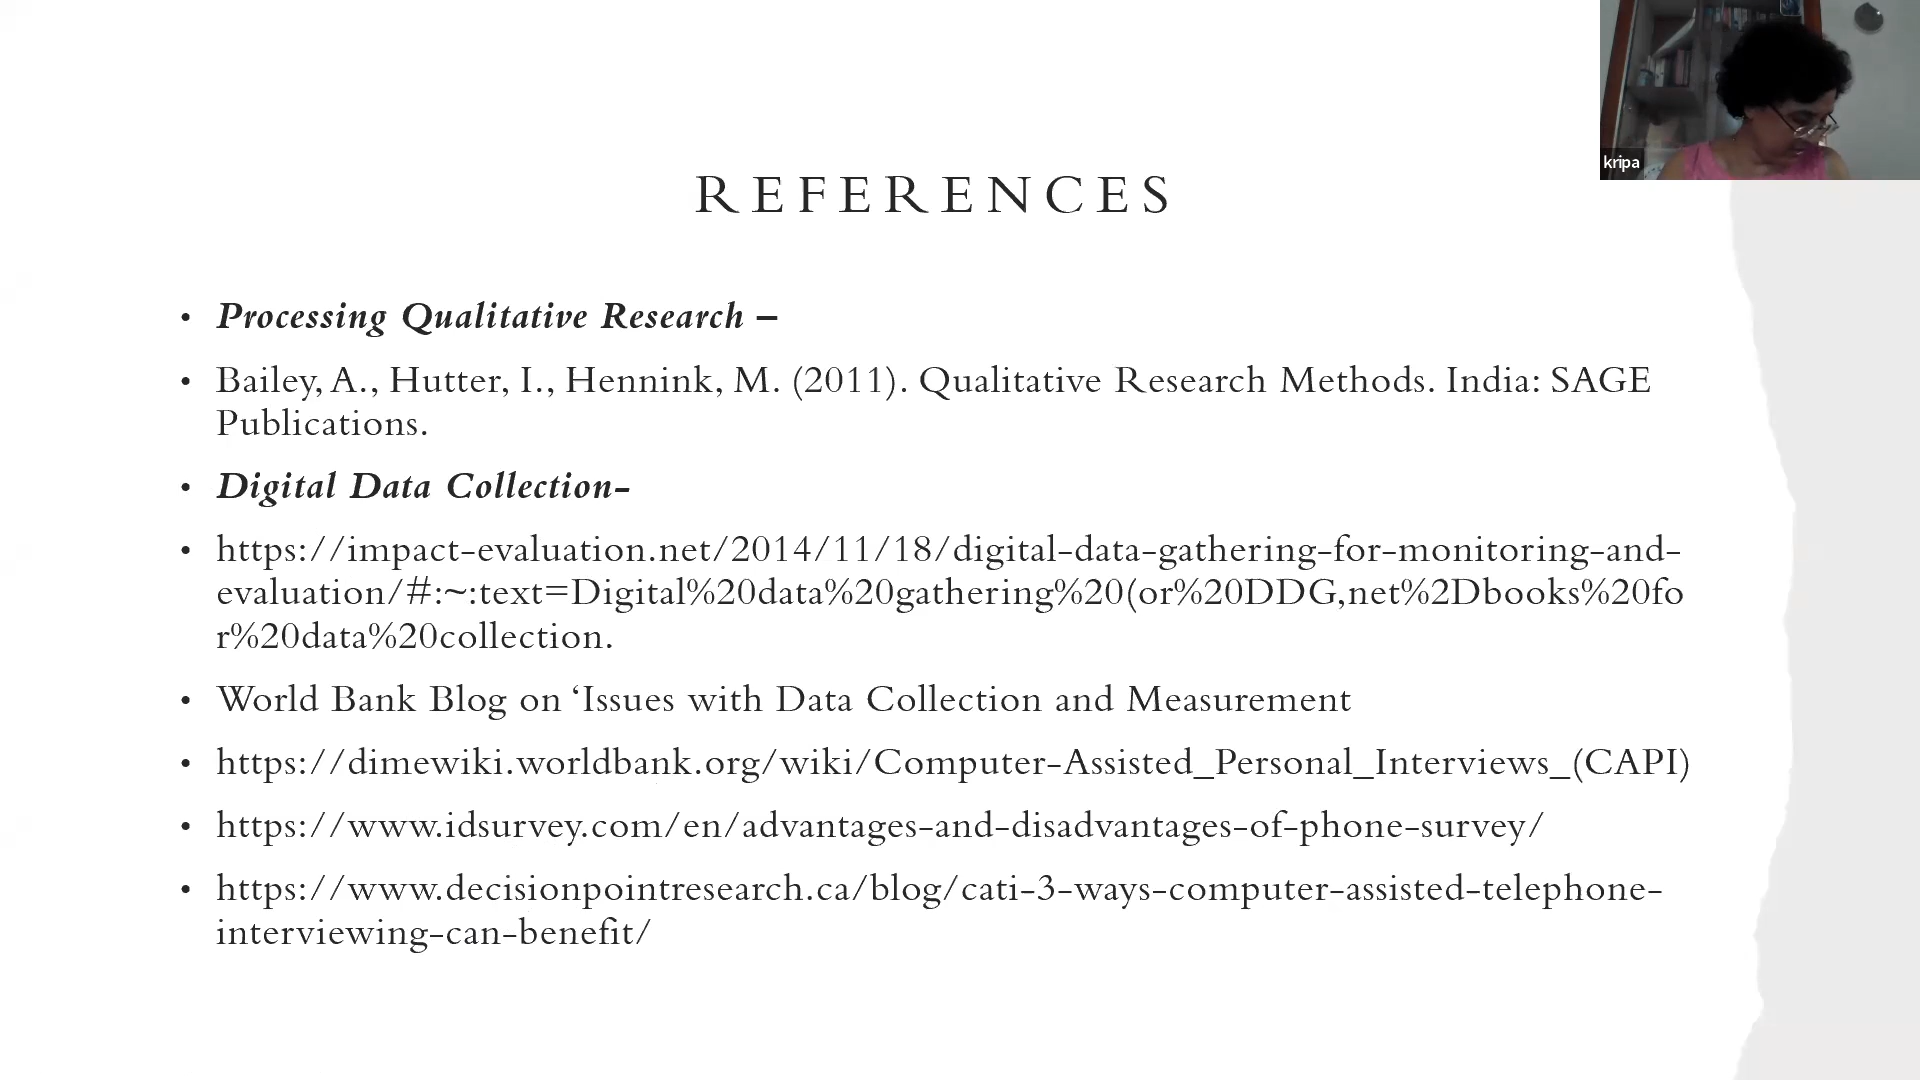 kripa
REFERENCES
• Processing Qualitative Research –
• Bailey, A., Hutter, I., Hennink, M. (2011). Qualitative Research Methods. India: SAGE
Publications.
• Digital Data Collection-
• https://impact-evaluation.net/2014/11/18/digital-data-gathering-for-monitoring-and-
evaluation/#:~:text=Digital%20data%20gathering%20(or%20DDG,net%2Dbooks%20fo
r%20data%20collection.
• World Bank Blog on ‘Issues with Data Collection and Measurement
• https://dimewiki.worldbank.org/wiki/Computer-Assisted_Personal_Interviews_(CAPI)
• https://www.idsurvey.com/en/advantages-and-disadvantages-of-phone-survey/
• https://www.decisionpointresearch.ca/blog/cati-3-ways-computer-assisted-telephone-
interviewing-can-benefit/